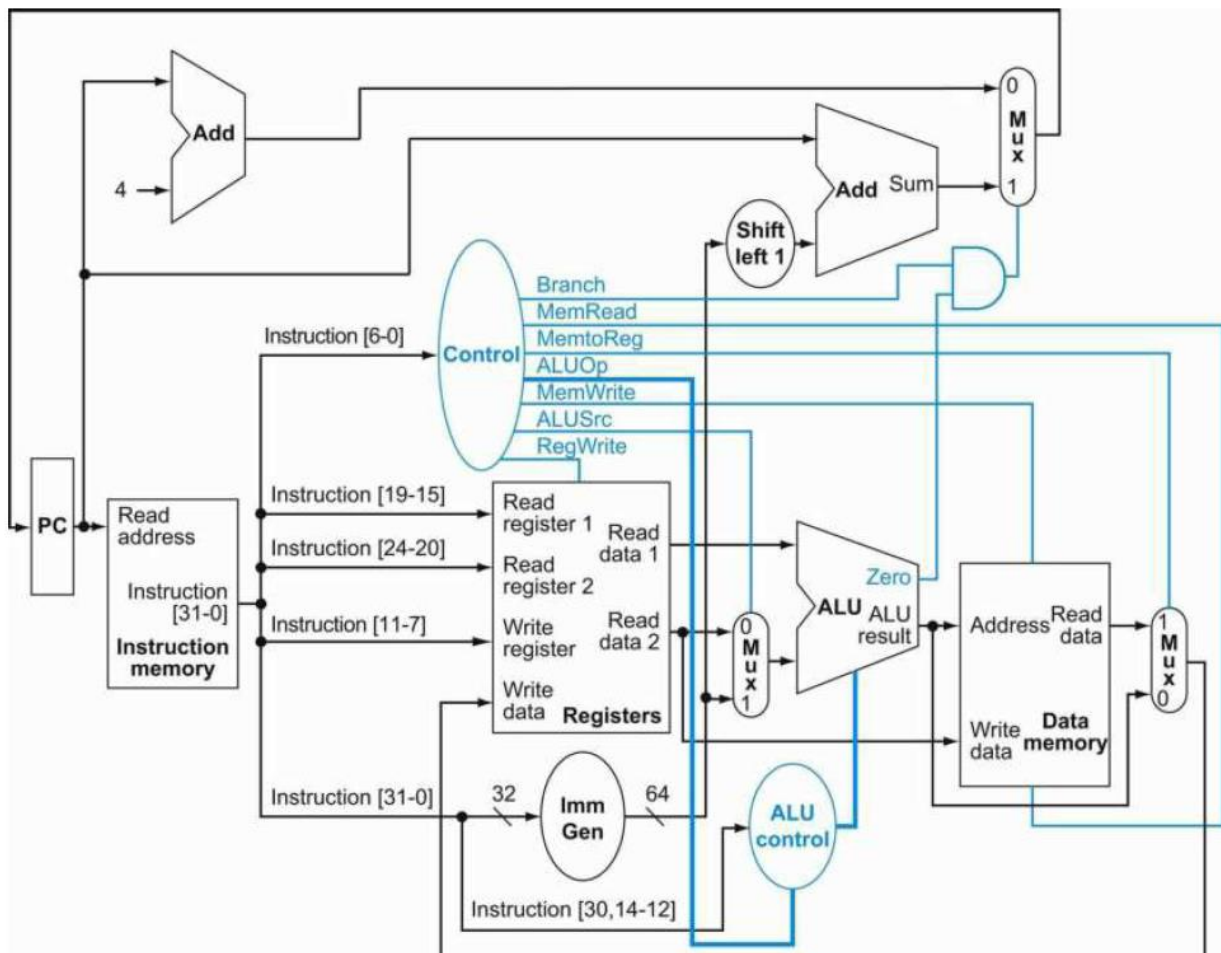 Add
4
0
M
u
x
1
Add Sum
Shift
left 1
Branch
MemRead
MemtoReg
ALUOp
MemWrite
ALUSrc
RegWrite
Control
Instruction [6-0]
PC
Read
address
Instruction
[31-0]
Instruction
memory
Instruction [19-15]
Instruction [24-20]
Instruction [11-7]
Read
register 1
Read
register 2
Write
register
Write
data
Read
data 1
Read
data 2
Registers
0
M
u
x
1
Zero
ALU
ALU
result
Address
Read
data
Write
data
Data
memory
1
M
u
x
0
Instruction [31-0]
32
Imm
Gen
64
ALU
control
Instruction [30,14-12]